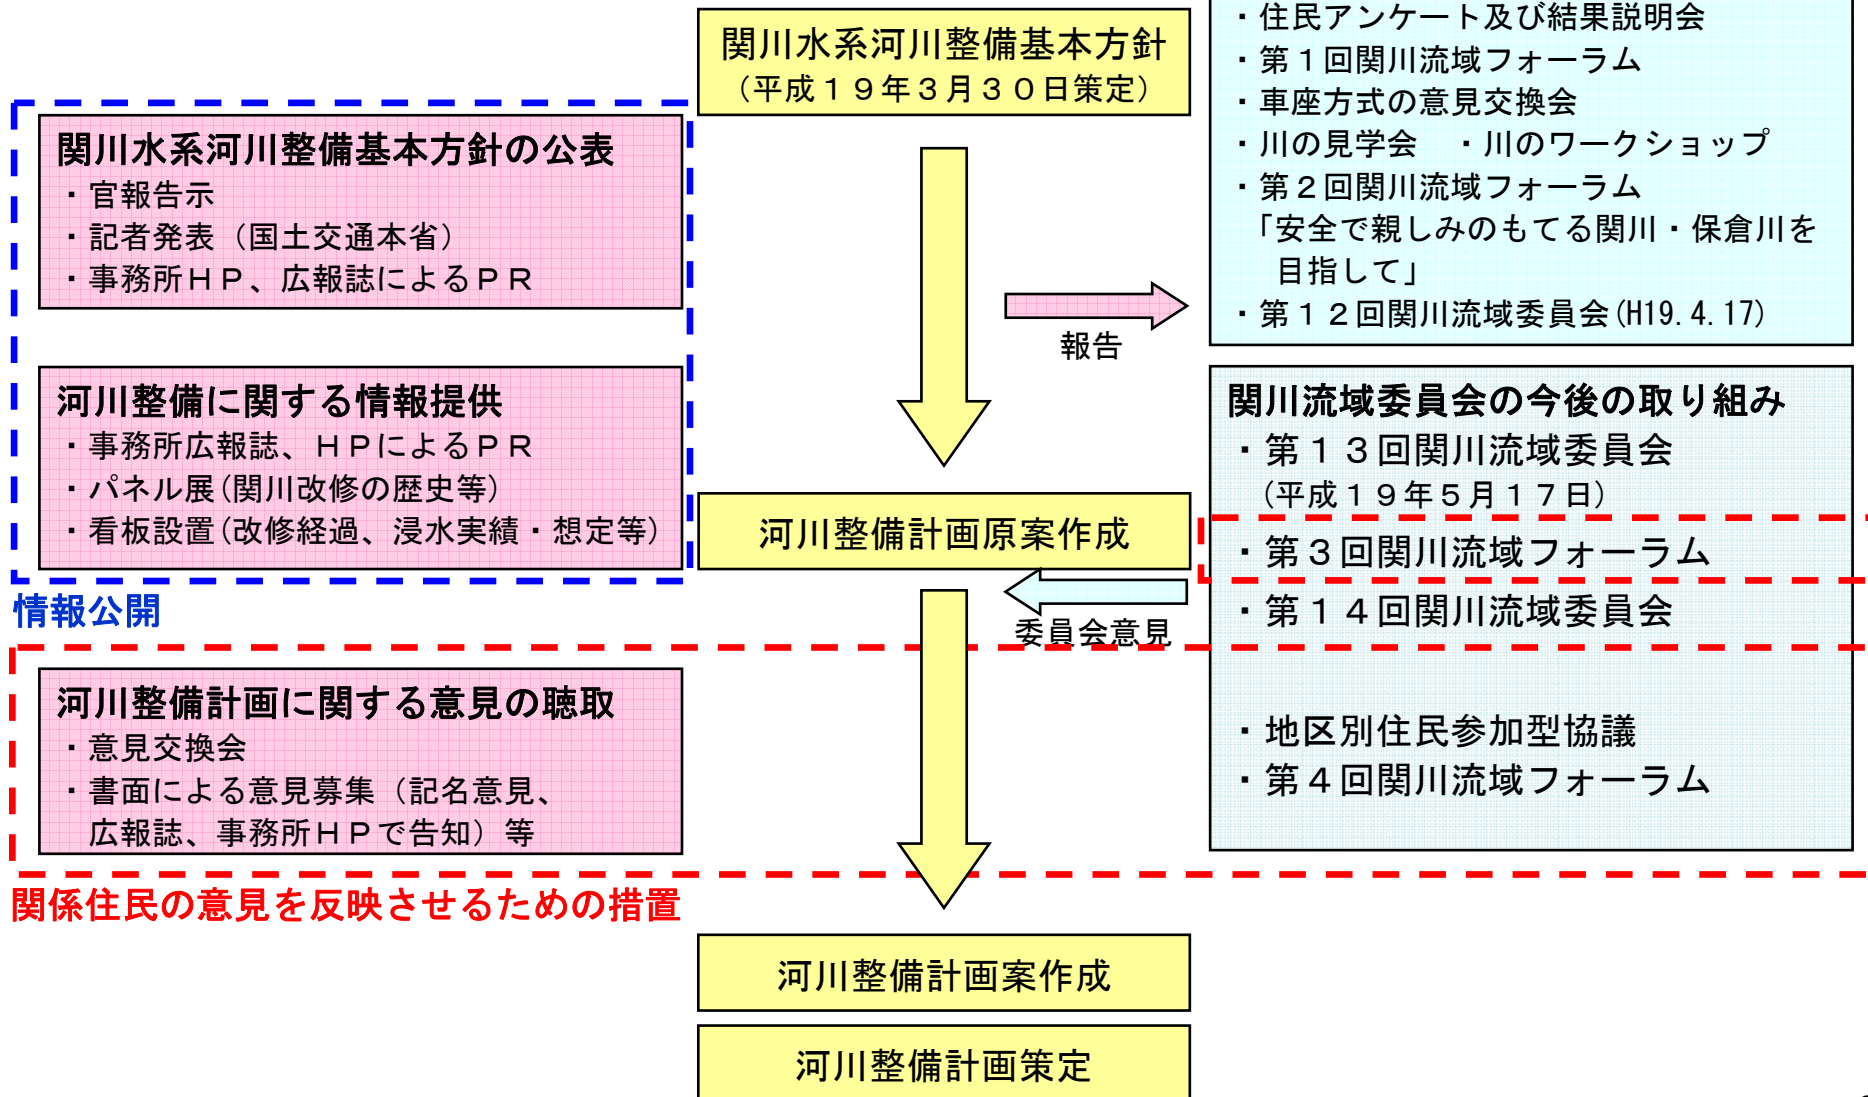 関川水系河川整備基本方針
（平成１９年３月３０日策定）
・住民アンケート及び結果説明会
・第１回関川流域フォーラム
・車座方式の意見交換会
・川の見学会　・川のワークショップ
・第２回関川流域フォーラム
「安全で親しみのもてる関川・保倉川を
目指して」
・第１２回関川流域委員会(H19.4.17)
関川水系河川整備基本方針の公表
・官報告示
・記者発表（国土交通本省）
・事務所ＨＰ、広報誌によるＰＲ
報告
河川整備に関する情報提供
・事務所広報誌、ＨＰによるＰＲ
・パネル展(関川改修の歴史等)
・看板設置(改修経過、浸水実績・想定等)
情報公開
関川流域委員会の今後の取り組み
・第１３回関川流域委員会
（平成１９年５月１７日）
・第３回関川流域フォーラム
・第１４回関川流域委員会
・地区別住民参加型協議
・第４回関川流域フォーラム
河川整備計画原案作成
委員会意見
河川整備計画に関する意見の聴取
・意見交換会
・書面による意見募集（記名意見、
広報誌、事務所ＨＰで告知）等
関係住民の意見を反映させるための措置
河川整備計画案作成
河川整備計画策定